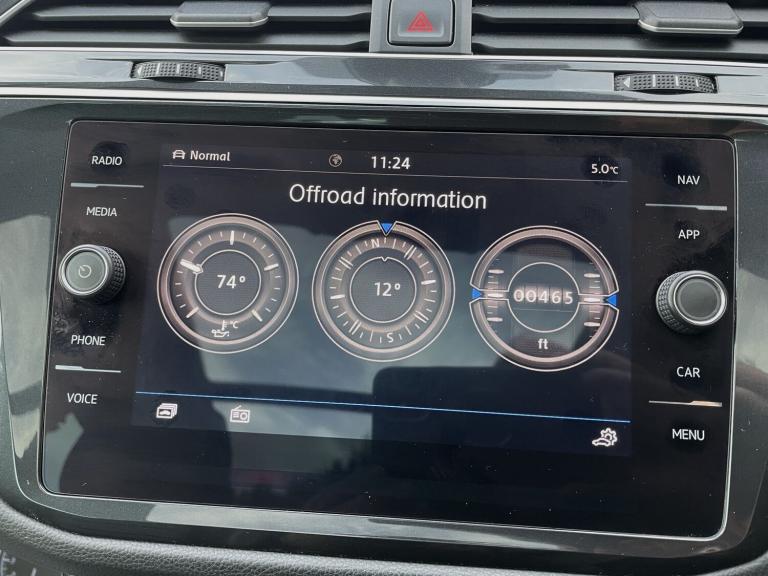 Normal 11:24 5.0°C
Offroad information
74° 12° 00465
N
°C S ft
RADIO
MEDIA
PHONE
VOICE
NAV
APP
CAR
MENU